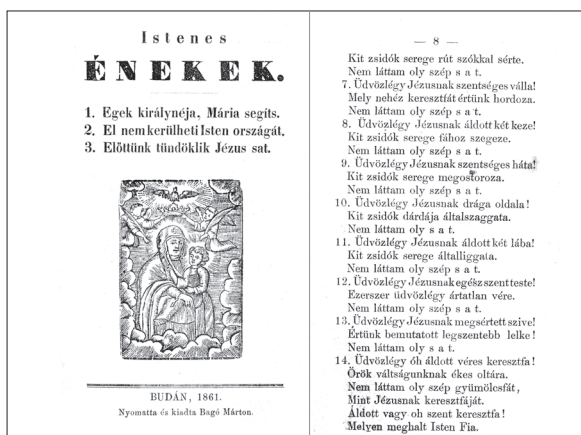 Istenes
ÉNEKEK.
1. Egek királynéja, Mária segits.
2. El nem kerülheti Isten országát.
3. Előttünk tündöklik Jézus sat.
BUDÁN, 1861.
Nyomatta és kiadta Bagó Márton.
— 8 —
Kit zsidók serege rút szókkal sérte.
Nem láttam oly szép s a t.
7. Üdvözlégy Jézusnak szentséges válla!
Mely nehéz keresztfát értünk hordoza.
Nem láttam oly szép s a t.
8. Üdvözlégy Jézusnak áldott két keze!
Kit zsidók serege fához szegeze.
Nem láttam oly szép s a t.
9. Üdvözlégy Jézusnak szentséges háta!
Kit zsidók serege megostoroza.
Nem láttam oly szép s a t.
10. Üdvözlégy Jézusnak drága oldala!
Kit zsidók dárdája általszaggata.
Nem láttam oly s a t.
11. Üdvözlégy Jézusnak áldott két lába!
Kit zsidók serege általliggata.
Nem láttam oly szép s a t.
12. Üdvözlégy Jézusnak egész szent teste!
Ezerszer üdvözlégy ártatlan vére.
Nem láttam oly szép s a t.
13. Üdvözlégy Jézusnak megsértett szive!
Értünk bemutatott legszentebb lelke!
Nem láttam oly s a t.
14. Üdvözlégy óh áldott véres keresztfa!
Örök váltságunknak ékes oltára.
Nem láttam oly szép gyümölcsfát,
Mint Jézusnak keresztfáját.
Áldott vagy oh szent keresztfa!
Melyen meghalt Isten Fia.